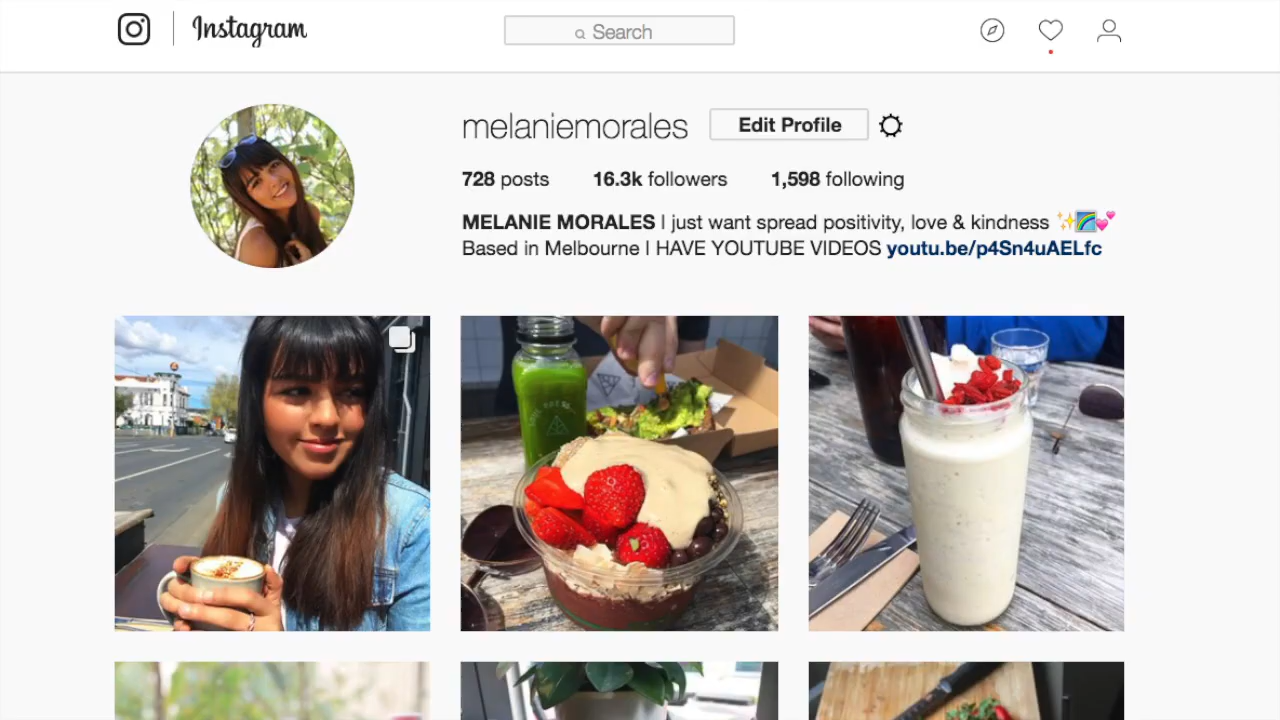 Instagram
Search
melaniemorales Edit Profile
728 posts 16.3k followers 1,598 following
MELANIE MORALES I just want spread positivity, love & kindness ✨🌈💕
Based in Melbourne I HAVE YOUTUBE VIDEOS youtu.be/p4Sn4uAELfc